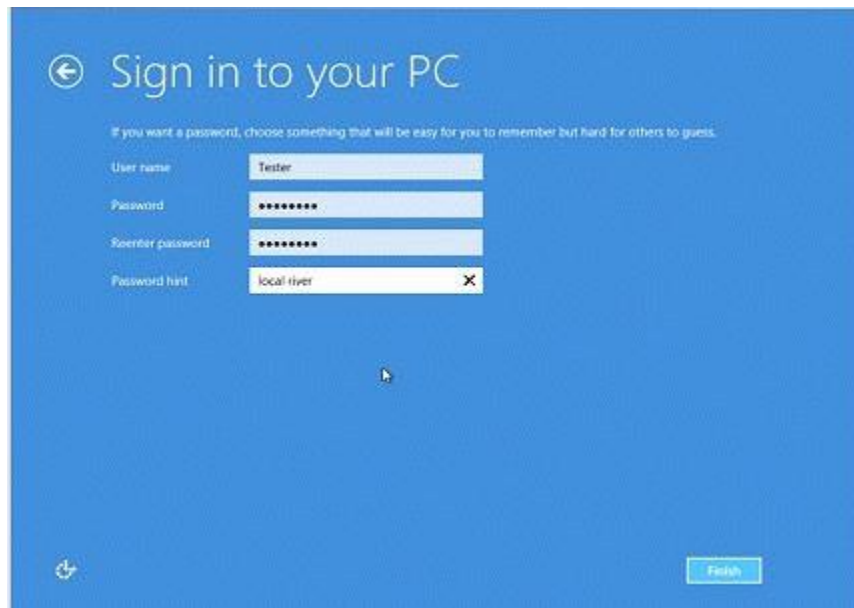 Sign in to your PC
If you want a password, choose something that will be easy for you to remember but hard for others to guess.
User name Tester
Password ••••••••
Reenter password ••••••••
Password hint local river
Finish